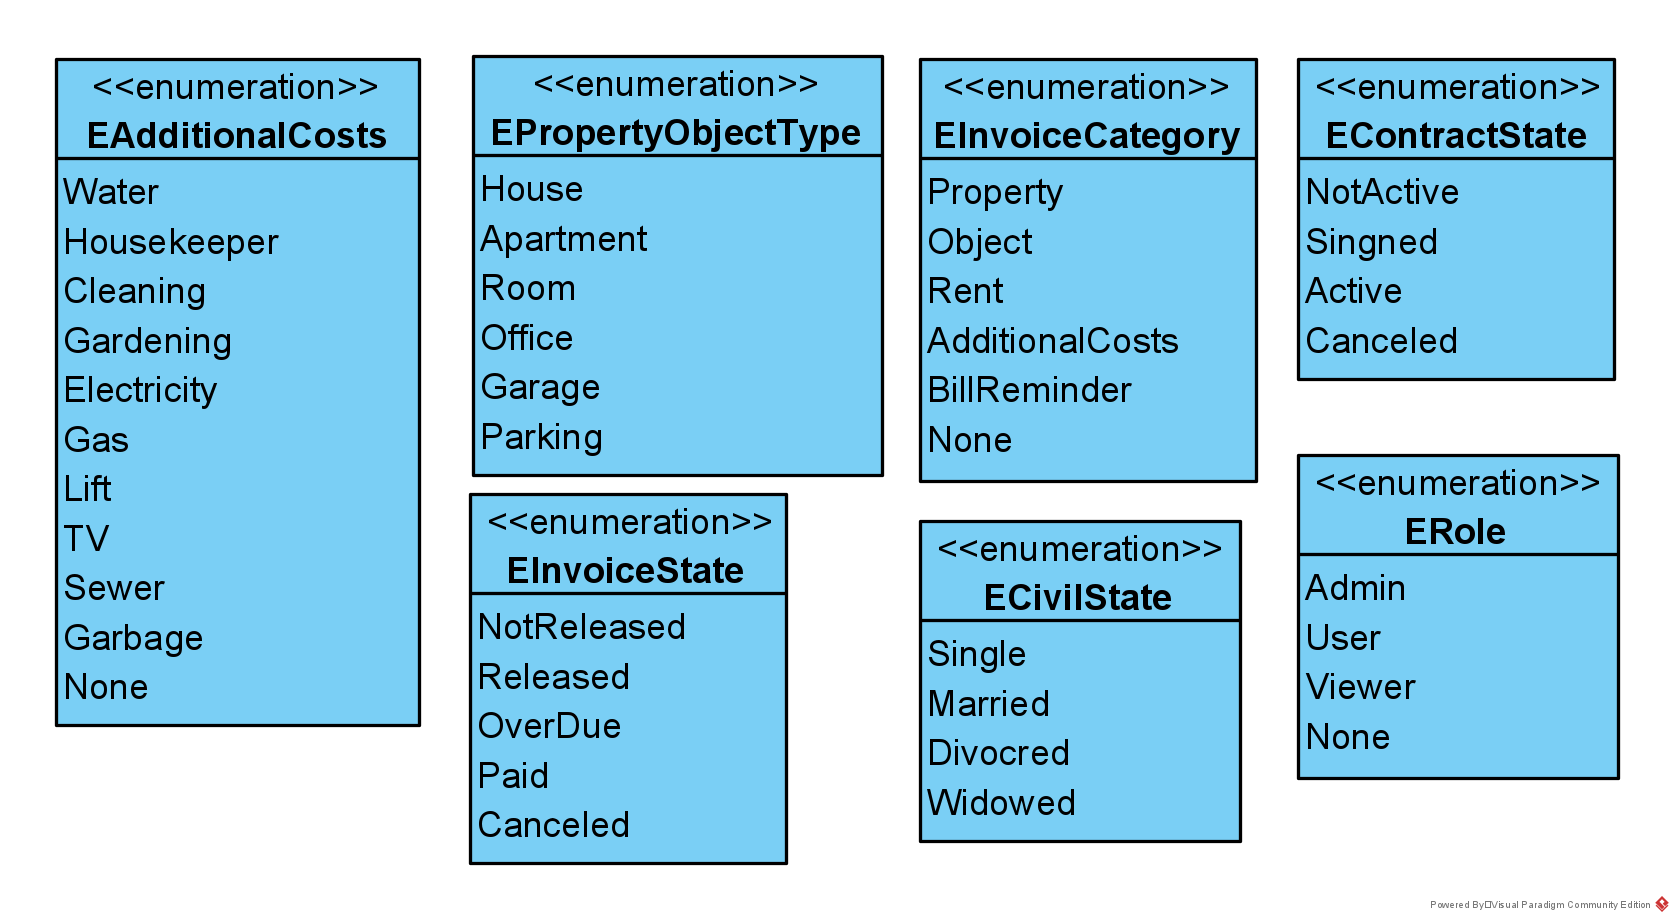 <<enumeration>>
EAdditionalCosts
Water
Housekeeper
Cleaning
Gardening
Electricity
Gas
Lift
TV
Sewer
Garbage
None
<<enumeration>>
EPropertyObjectType
House
Apartment
Room
Office
Garage
Parking
<<enumeration>>
EInvoiceState
NotReleased
Released
OverDue
Paid
Canceled
<<enumeration>>
EInvoiceCategory
Property
Object
Rent
AdditionalCosts
BillReminder
None
<<enumeration>>
ECivilState
Single
Married
Divocred
Widowed
<<enumeration>>
EContractState
NotActive
Singned
Active
Canceled
<<enumeration>>
ERole
Admin
User
Viewer
None
Powered By□Visual Paradigm Community Edition